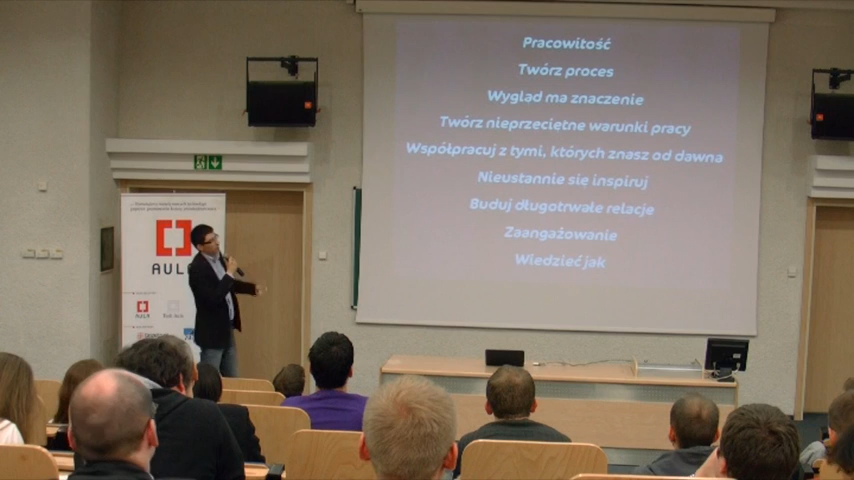 Pracowitość
Twórz proces
Wygląd ma znaczenie
Twórz nieprzeciętne warunki pracy
Współpracuj z tymi, których znasz od dawna
Nieustannie się inspiruj
Buduj długotrwałe relacje
Zaangażowanie
Wiedzieć jak
AULA
AULA